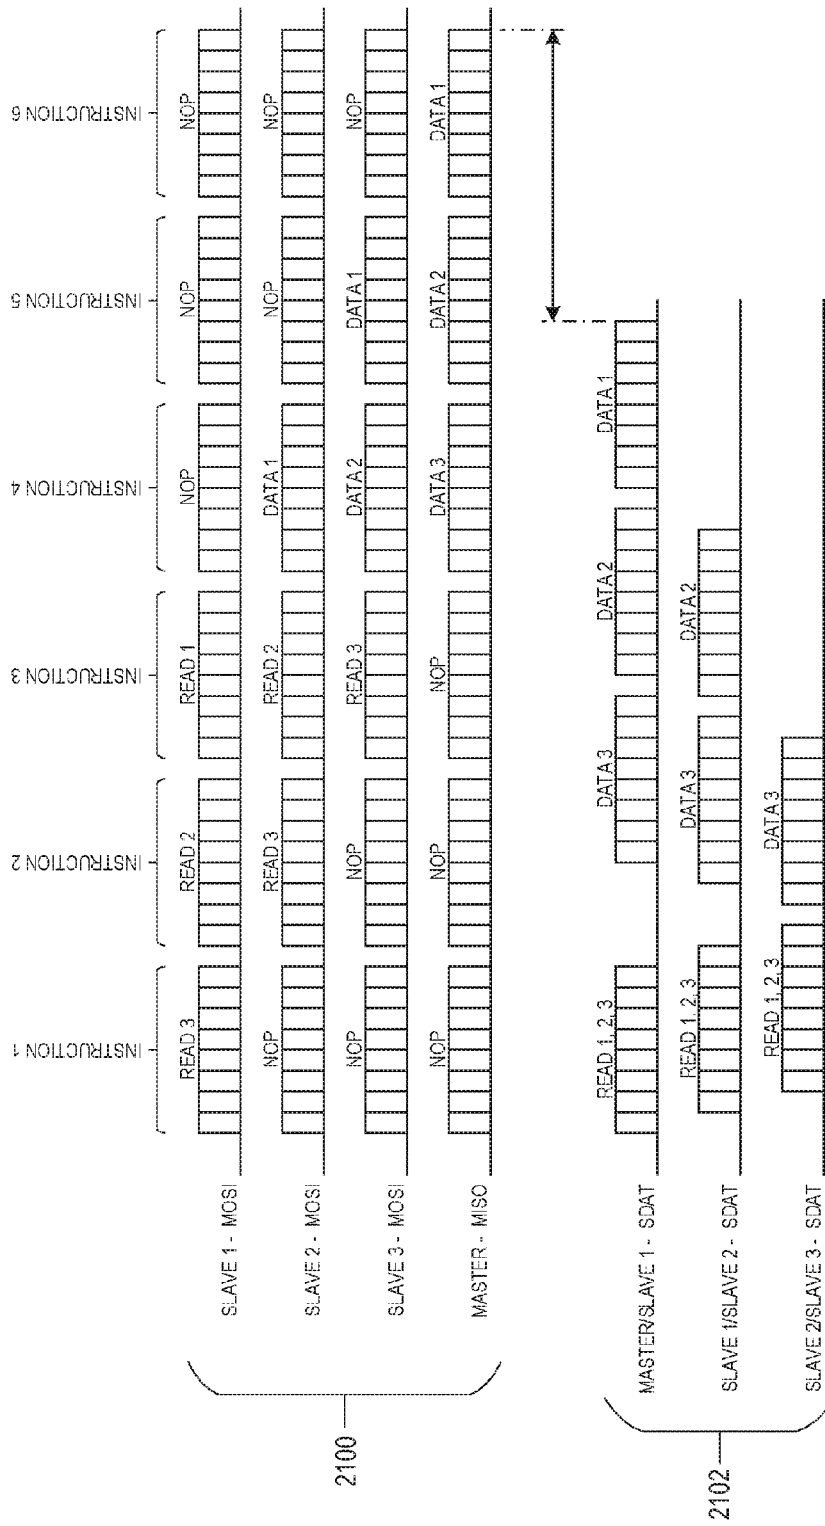 INSTRUCTION 1 INSTRUCTION 2 INSTRUCTION 3 INSTRUCTION 4 INSTRUCTION 5 INSTRUCTION 6
SLAVE 1 - MOSI READ 3 READ 2 READ 1 NOP NOP NOP
SLAVE 2 - MOSI NOP READ 3 READ 2 DATA 1 NOP NOP
2100
SLAVE 3 - MOSI NOP NOP READ 3 DATA 2 DATA 1 NOP
MASTER - MISO NOP NOP NOP DATA 3 DATA 2 DATA 1
MASTER/SLAVE 1 - SDAT READ 1, 2, 3 DATA 3 DATA 2 DATA 1
2102
SLAVE 1/SLAVE 2 - SDAT READ 1, 2, 3 DATA 3 DATA 2
SLAVE 2/SLAVE 3 - SDAT READ 1, 2, 3 DATA 3